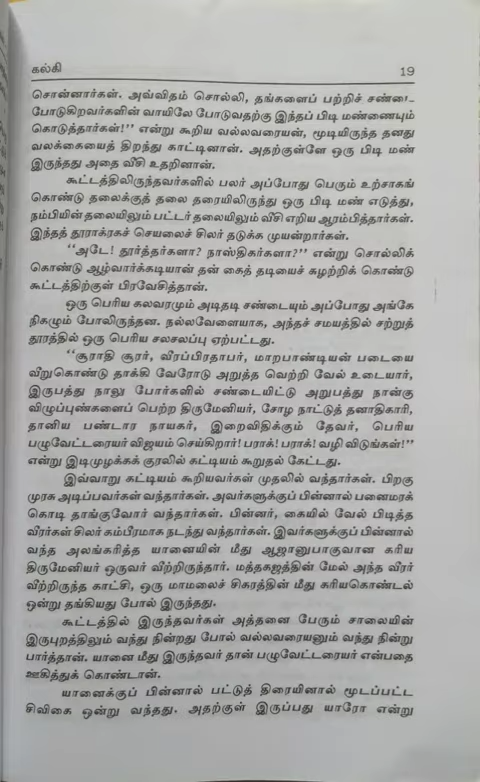 கல்கி 19
சொன்னார்கள். அவ்விதம் சொல்லி, தங்களைப் பற்றிச் சண்டை
போடுகிறவர்களின் வாயிலே போடுவதற்கு இந்தப் பிடி மண்ணையும்
கொடுத்தார்கள்!" என்று கூறிய வல்லவரையன், மூடியிருந்த தனது
வலக்கையைத் திறந்து காட்டினான். அதற்குள்ளே ஒரு பிடி மண்
இருந்தது அதை வீசி உதறினான்.
கூட்டத்திலிருந்தவர்களில் பலர் அப்போது பெரும் உற்சாகங்
கொண்டு தலைக்குத் தலை தரையிலிருந்து ஒரு பிடி மண் எடுத்து,
நம்பியின் தலையிலும் பட்டர் தலையிலும் வீசி எறிய ஆரம்பித்தார்கள்.
இந்தத் தூராக்ரகச் செயலைச் சிலர் தடுக்க முயன்றார்கள்.
"அடே! தூர்த்தர்களா? நாஸ்திகர்களா?" என்று சொல்லிக்
கொண்டு ஆழ்வார்க்கடியான் தன் கைத் தடியைச் சுழற்றிக் கொண்டு
கூட்டத்திற்குள் பிரவேசித்தான்.
ஒரு பெரிய கலவரமும் அடிதடி சண்டையும் அப்போது அங்கே
நிகழும் போலிருந்தன. நல்லவேளையாக, அந்தச் சமயத்தில் சற்றுத்
தூரத்தில் ஒரு பெரிய சலசலப்பு ஏற்பட்டது.
"சூராதி சூரர், வீரப்பிரதாபர், மாறபாண்டியன் படையை
வீறுகொண்டு தாக்கி வேரோடு அறுத்த வெற்றி வேல் உடையார்,
இருபத்து நாலு போர்களில் சண்டையிட்டு அறுபத்து நான்கு
விழுப்புண்களைப் பெற்ற திருமேனியர், சோழ நாட்டுத் தனாதிகாரி,
தானிய பண்டார நாயகர், இறைவிதிக்கும் தேவர், பெரிய
பழுவேட்டரையர் விஜயம் செய்கிறார்! பராக்! பராக்! வழி விடுங்கள்!"
என்று இடிமுழக்கக் குரலில் கட்டியம் கூறுதல் கேட்டது.
இவ்வாறு கட்டியம் கூறியவர்கள் முதலில் வந்தார்கள். பிறகு
முரசு அடிப்பவர்கள் வந்தார்கள். அவர்களுக்குப் பின்னால் பனைமரக்
கொடி தாங்குவோர் வந்தார்கள். பின்னர், கையில் வேல் பிடித்த
வீரர்கள் சிலர் கம்பீரமாக நடந்து வந்தார்கள். இவர்களுக்குப் பின்னால்
வந்த அலங்கரித்த யானையின் மீது ஆஜானுபாகுவான கரிய
திருமேனியர் ஒருவர் வீற்றிருந்தார். மத்தகஜத்தின் மேல் அந்த வீரர்
வீற்றிருந்த காட்சி, ஒரு மாமலைச் சிகரத்தின் மீது கரியகொண்டல்
ஒன்று தங்கியது போல் இருந்தது.
கூட்டத்தில் இருந்தவர்கள் அத்தனை பேரும் சாலையின்
இருபுறத்திலும் வந்து நின்றது போல் வல்லவரையனும் வந்து நின்று
பார்த்தான். யானை மீது இருந்தவர் தான் பழுவேட்டரையர் என்பதை
ஊகித்துக் கொண்டான்.
யானைக்குப் பின்னால் பட்டுத் திரையினால் மூடப்பட்ட
சிவிகை ஒன்று வந்தது. அதற்குள் இருப்பது யாரோ என்று